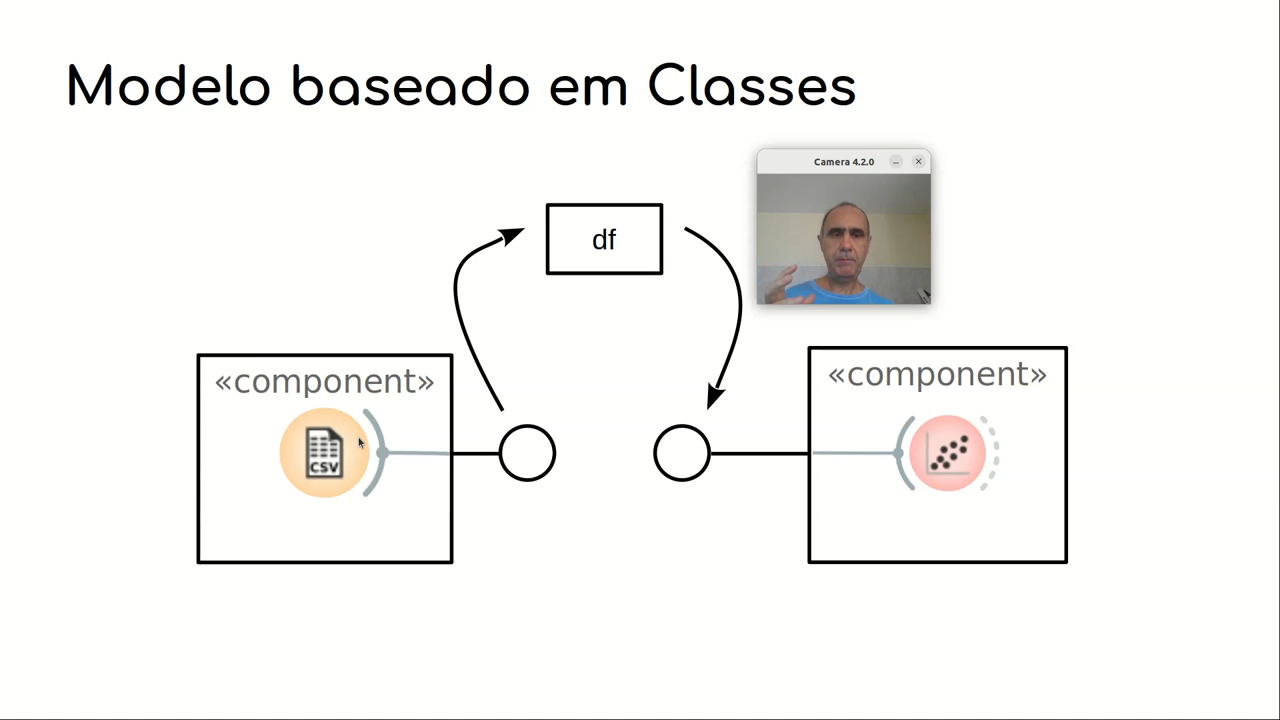 Modelo baseado em Classes
Camera 4.2.0
df
«component»
«component»
CSV